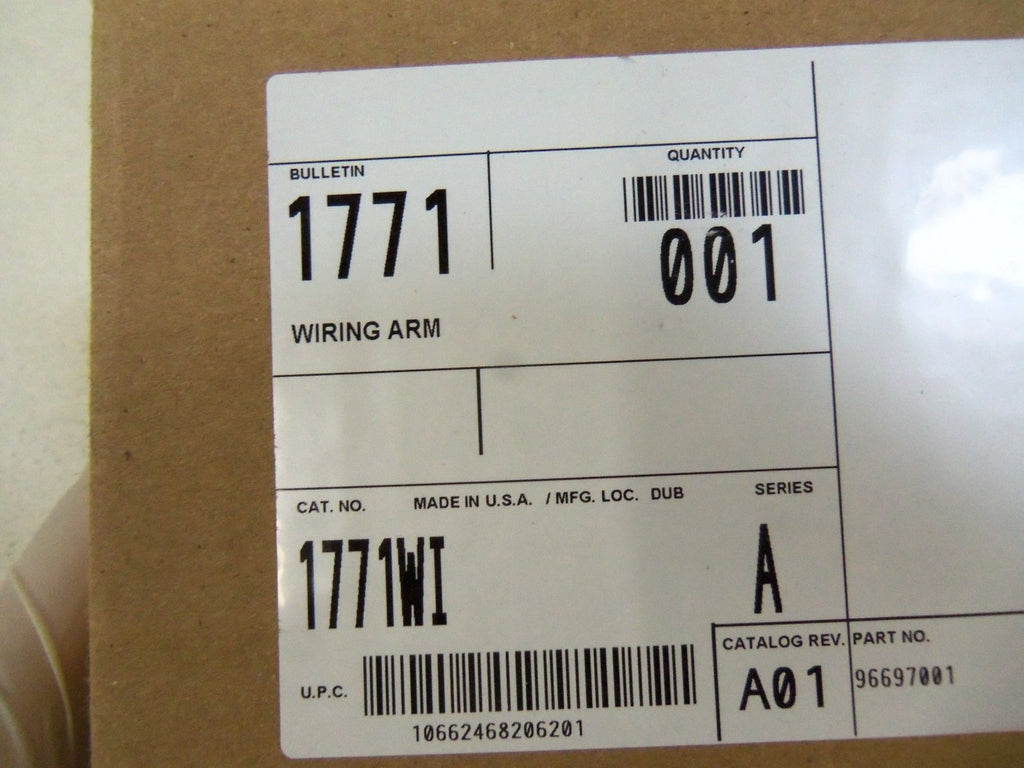 BULLETIN
QUANTITY
1771
001
WIRING ARM
CAT. NO. MADE IN U.S.A. / MFG. LOC. DUB SERIES
1771WI
A
CATALOG REV. PART NO.
A01 96697001
U.P.C.
10662468206201